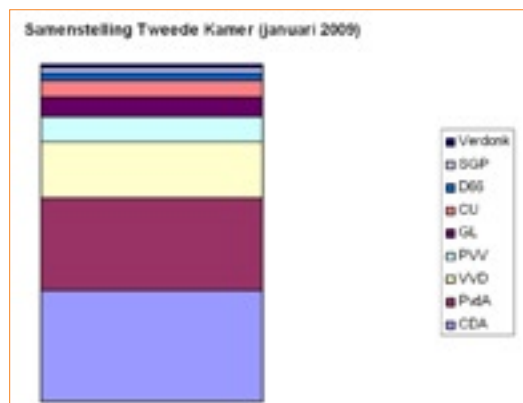 Samenstelling Tweede Kamer (januari 2009)
Verdonk
SGP
D66
CU
GL
PVV
VVD
PvdA
CDA